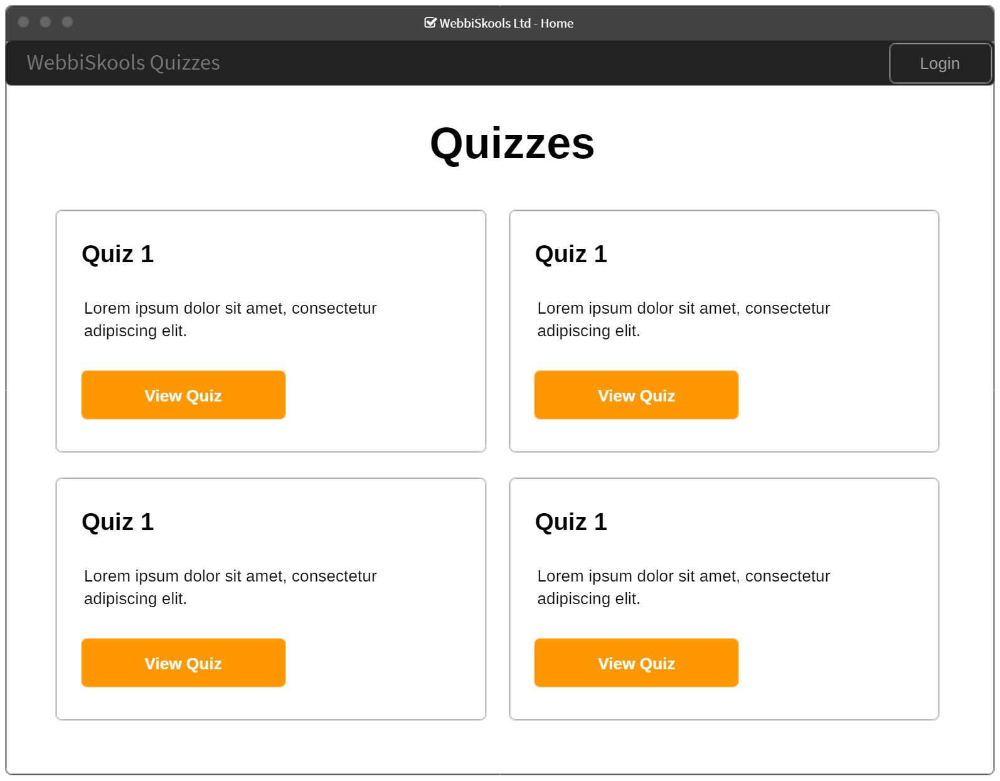 WebbiSkools Ltd - Home
WebbiSkools Quizzes
Login
Quizzes
Quiz 1
Lorem ipsum dolor sit amet, consectetur
adipiscing elit.
View Quiz
Quiz 1
Lorem ipsum dolor sit amet, consectetur
adipiscing elit.
View Quiz
Quiz 1
Lorem ipsum dolor sit amet, consectetur
adipiscing elit.
View Quiz
Quiz 1
Lorem ipsum dolor sit amet, consectetur
adipiscing elit.
View Quiz